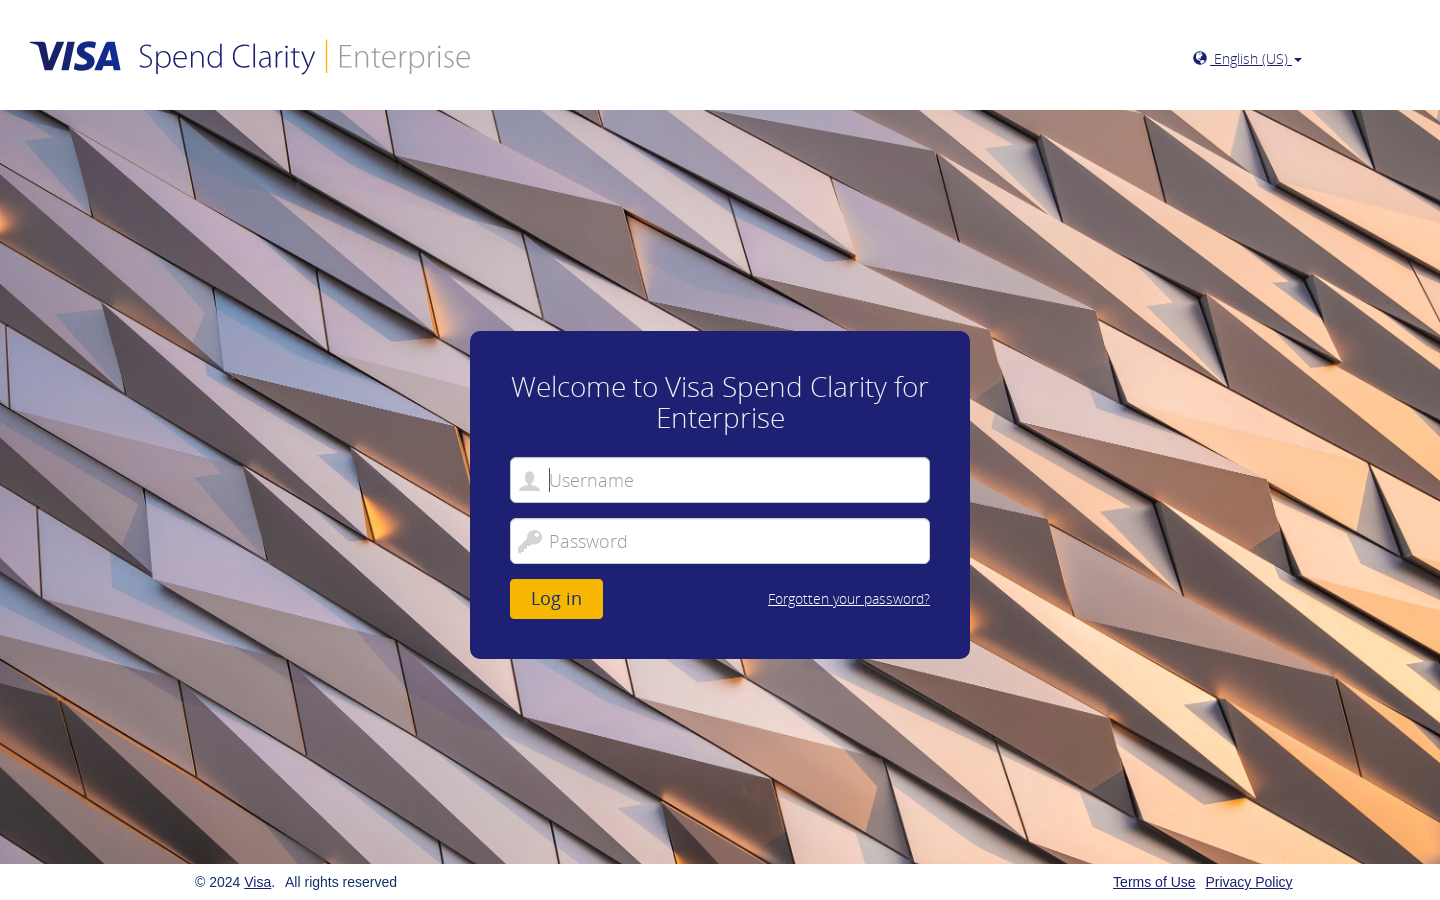 VISA Spend Clarity | Enterprise
English (US)
Welcome to Visa Spend Clarity for
Enterprise
Username
Password
Log in
Forgotten your password?
© 2024 Visa. All rights reserved
Terms of Use Privacy Policy